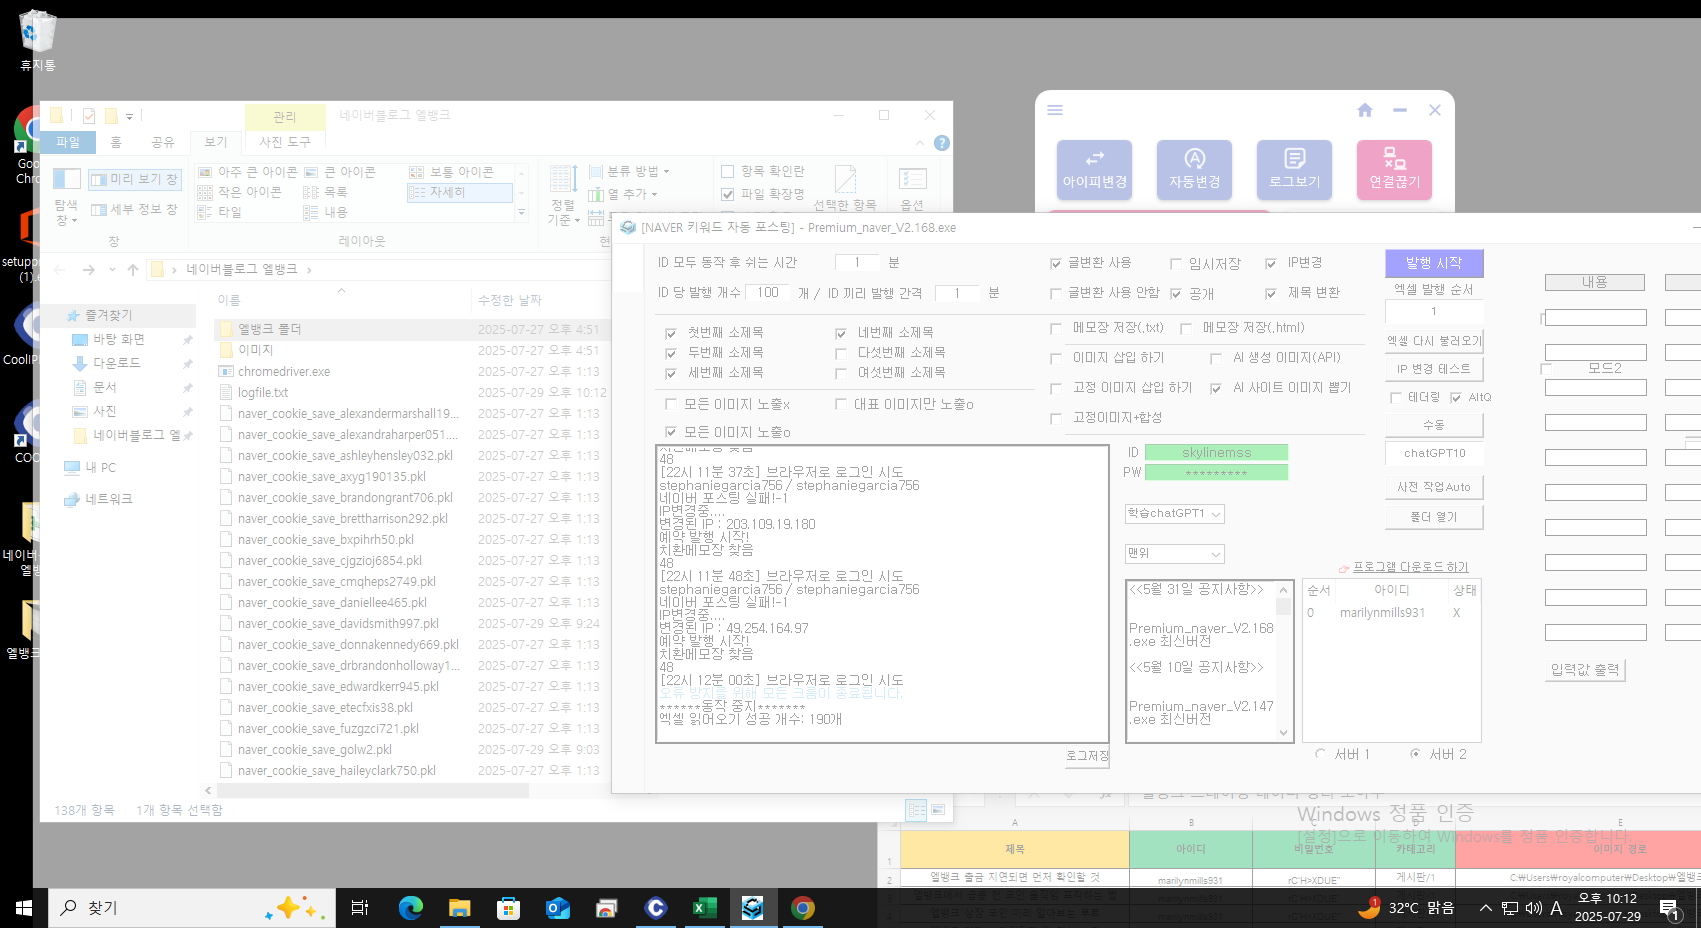 휴지통
Goo
Chro
setuppr
(1).e
CoolIP
COO
네이버
엘뱅
엘뱅크
관리
네이버블로그 엘뱅크
파일
홈
공유
보기
사진 도구
탐색
창
미리 보기 창
세부 정보 창
창
아주 큰 아이콘
큰 아이콘
보통 아이콘
작은 아이콘
목록
자세히
타일
내용
레이아웃
정렬
기준
분류 방법
열 추가
현
항목 확인란
파일 확장명
선택한 항목
옵션
네이버블로그 엘뱅크
이름
수정한 날짜
즐겨찾기
바탕 화면
다운로드
문서
사진
네이버블로그 엘
내 PC
네트워크
엘뱅크 폴더 2025-07-27 오후 4:51
이미지 2025-07-27 오후 4:51
chromedriver.exe 2025-07-27 오후 1:13
logfile.txt 2025-07-29 오후 10:12
naver_cookie_save_alexandermarshall19... 2025-07-27 오후 1:13
naver_cookie_save_alexandraharper051.... 2025-07-27 오후 1:13
naver_cookie_save_ashleyhensley032.pkl 2025-07-27 오후 1:13
naver_cookie_save_axyg190135.pkl 2025-07-27 오후 1:13
naver_cookie_save_brandongrant706.pkl 2025-07-27 오후 1:13
naver_cookie_save_brettharrison292.pkl 2025-07-27 오후 1:13
naver_cookie_save_bxpihrh50.pkl 2025-07-27 오후 1:13
naver_cookie_save_cjgzioj6854.pkl 2025-07-27 오후 1:13
naver_cookie_save_cmqheps2749.pkl 2025-07-27 오후 1:13
naver_cookie_save_daniellee465.pkl 2025-07-27 오후 1:13
naver_cookie_save_davidsmith997.pkl 2025-07-29 오후 9:24
naver_cookie_save_donnakennedy669.pkl 2025-07-27 오후 1:13
naver_cookie_save_drbrandonholloway1... 2025-07-27 오후 1:13
naver_cookie_save_edwardkerr945.pkl 2025-07-27 오후 1:13
naver_cookie_save_etecfxis38.pkl 2025-07-27 오후 1:13
naver_cookie_save_fuzgzci721.pkl 2025-07-27 오후 1:13
naver_cookie_save_golw2.pkl 2025-07-29 오후 9:03
naver_cookie_save_haileyclark750.pkl 2025-07-27 오후 1:13
138개 항목 1개 항목 선택함
아이피변경
자동변경
로그보기
연결끊기
[NAVER 키워드 자동 포스팅] - Premium_naver_V2.168.exe
ID 모두 동작 후 쉬는 시간 1 분
ID 당 발행 개수 100 개 / ID 끼리 발행 간격 1 분
첫번째 소제목
네번째 소제목
두번째 소제목
다섯번째 소제목
세번째 소제목
여섯번째 소제목
모든 이미지 노출x
대표 이미지만 노출o
모든 이미지 노출o
글변환 사용
임시저장
IP변경
글변환 사용 안함
공개
제목 변환
메모장 저장(.txt)
메모장 저장(.html)
이미지 삽입 하기
AI 생성 이미지(API)
고정 이미지 삽입 하기
AI 사이트 이미지 뽑기
고정이미지+합성
치환메모장 찾음
48
[22시 11분 37초] 브라우저로 로그인 시도
stephaniegarcia756 / stephaniegarcia756
네이버 포스팅 실패!-1
IP변경중....
변경된 IP : 203.109.19.180
예약 발행 시작!
치환메모장 찾음
48
[22시 11분 48초] 브라우저로 로그인 시도
stephaniegarcia756 / stephaniegarcia756
네이버 포스팅 실패!-1
IP변경중....
변경된 IP : 49.254.164.97
예약 발행 시작!
치환메모장 찾음
48
[22시 12분 00초] 브라우저로 로그인 시도
오류 방지를 위해 모든 크롬이 종료됩니다.
******동작 중지*******
엑셀 읽어오기 성공 개수: 190개
로그저장
ID skylinemss
PW *********
학습chatGPT1
맨위
<<5월 31일 공지사항>>
Premium_naver_V2.168
.exe 최신버전
<<5월 10일 공지사항>>
Premium_naver_V2.147
.exe 최신버전
발행 시작
엑셀 발행 순서
1
엑셀 다시 불러오기
IP 변경 테스트
테더링
AltQ
수동
chatGPT10
사전 작업Auto
폴더 열기
프로그램 다운로드 하기
순서 아이디 상태
0 marilynmills931 X
서버 1
서버 2
내용
모드2
입력값 출력
Windows 정품 인증
[설정]으로 이동하여 Windows를 정품 인증합니다.
A B C D E
1 제목 아이디 비밀번호 카테고리 이미지 경로
2 엘뱅크 출금 지연되면 먼저 확인할 것 marilynmills931 rC"H>XDUE" 게시판/1 C:₩Users₩royalcomputer₩Desktop₩엘뱅크
찾기
32°C 맑음
A
오후 10:12
2025-07-29
1